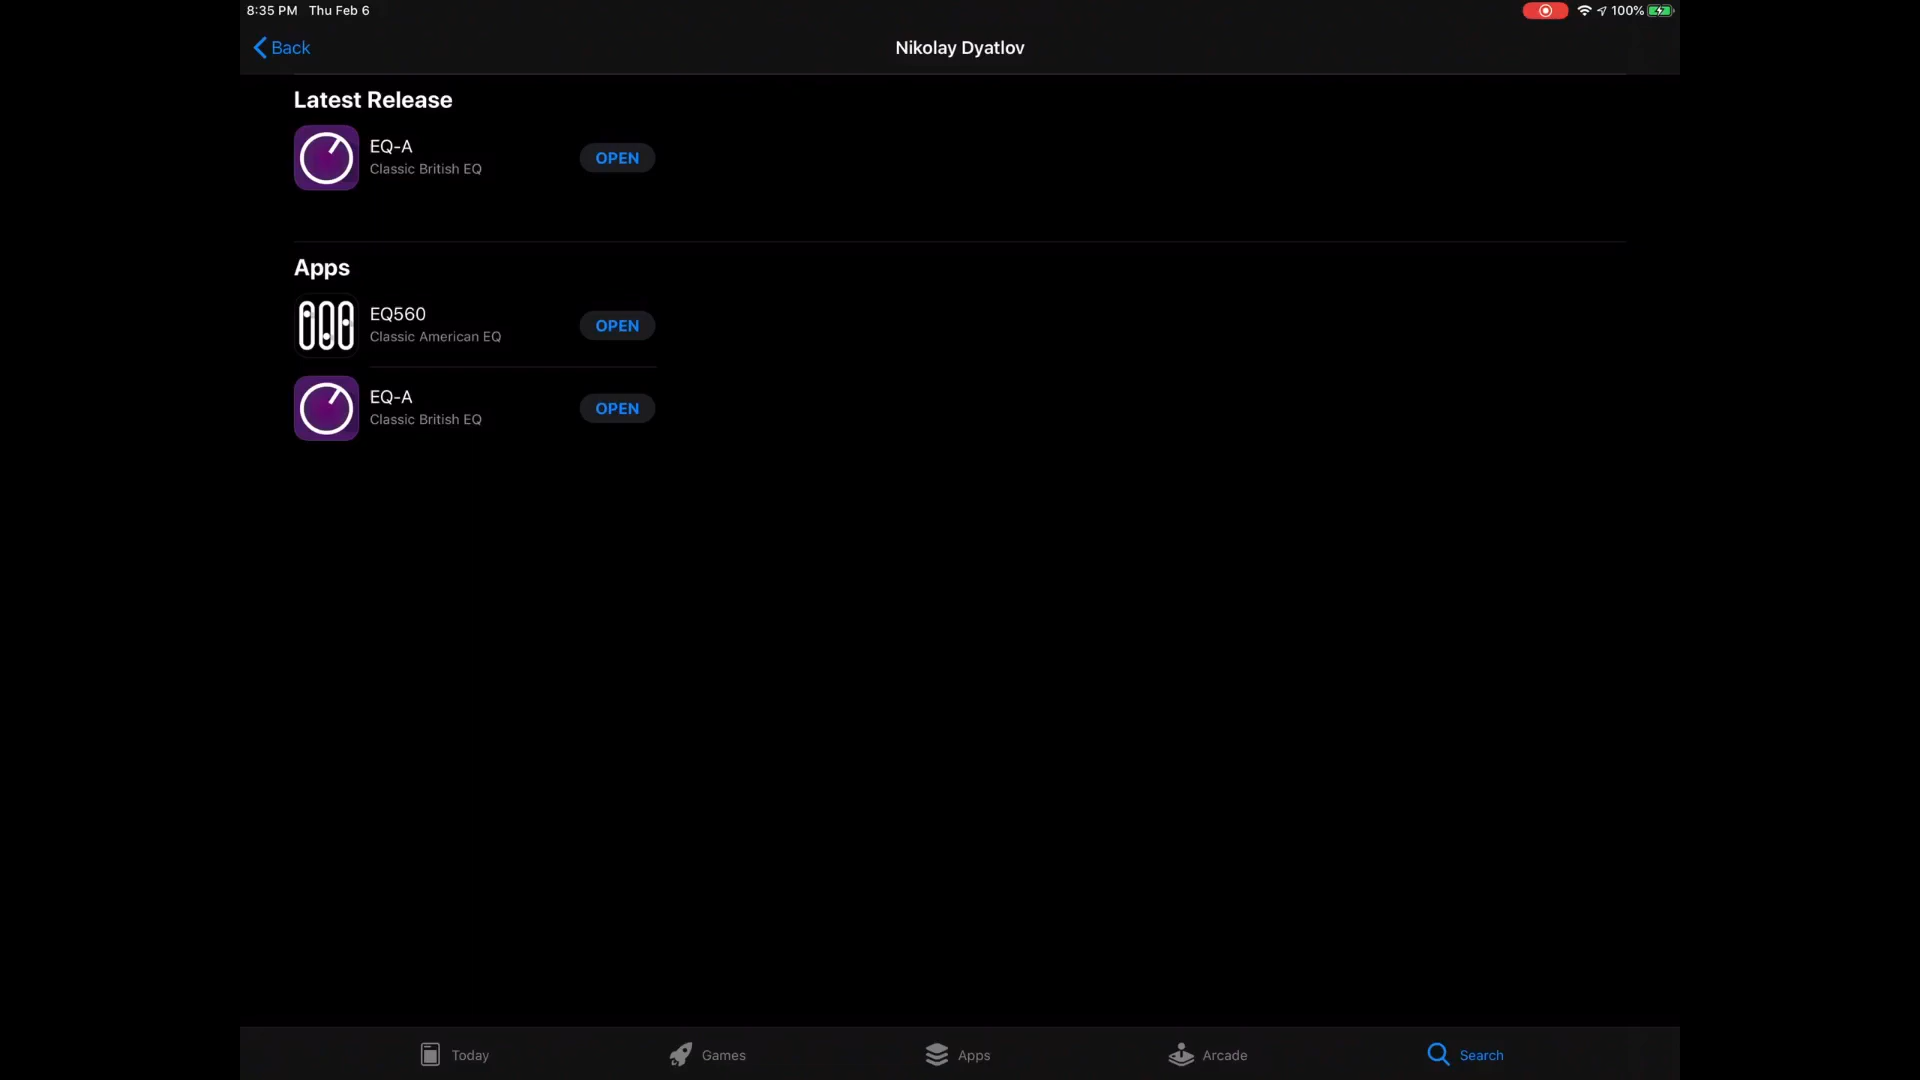 8:35 PM Thu Feb 6
100%
Back
Nikolay Dyatlov
Latest Release
EQ-A
Classic British EQ
OPEN
Apps
EQ560
Classic American EQ
OPEN
EQ-A
Classic British EQ
OPEN
Today
Games
Apps
Arcade
Search